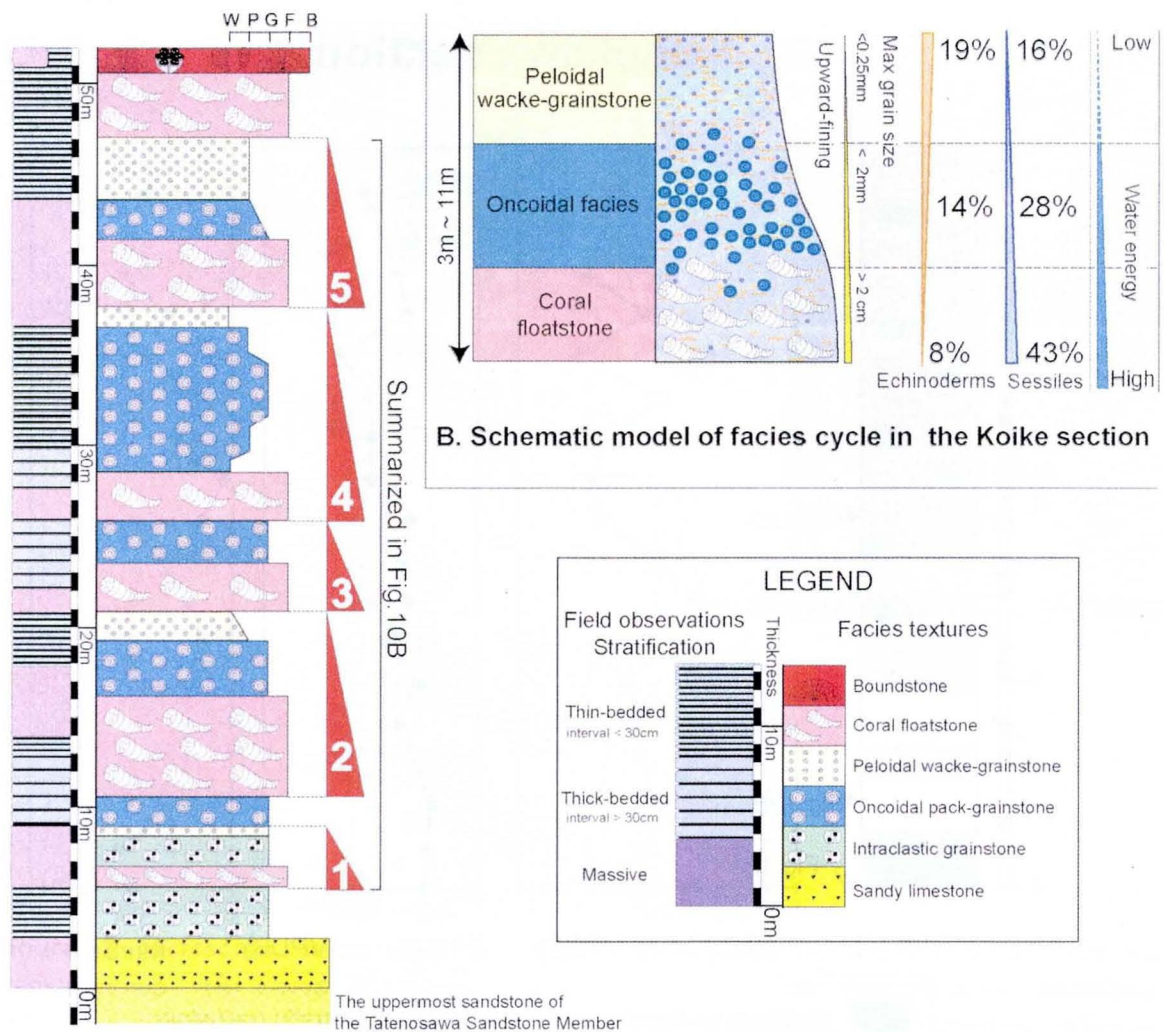 W P G F B
50m
40m
30m
20m
10m
0m
5
4
3
2
1
Summarized in Fig. 10B
The uppermost sandstone of
the Tatenosawa Sandstone Member
3m ~ 11m
Peloidal
wacke-grainstone
Oncoidal facies
Coral
floatstone
Upward-fining
<0.25mm
< 2mm
> 2 cm
Max grain size
19%
14%
8%
Echinoderms
16%
28%
43%
Sessiles
Low
Water energy
High
B. Schematic model of facies cycle in the Koike section
LEGEND
Field observations
Stratification
Thickness
Facies textures
Thin-bedded
interval < 30cm
Thick-bedded
interval > 30cm
Massive
10m
0m
Boundstone
Coral floatstone
Peloidal wacke-grainstone
Oncoidal pack-grainstone
Intraclastic grainstone
Sandy limestone